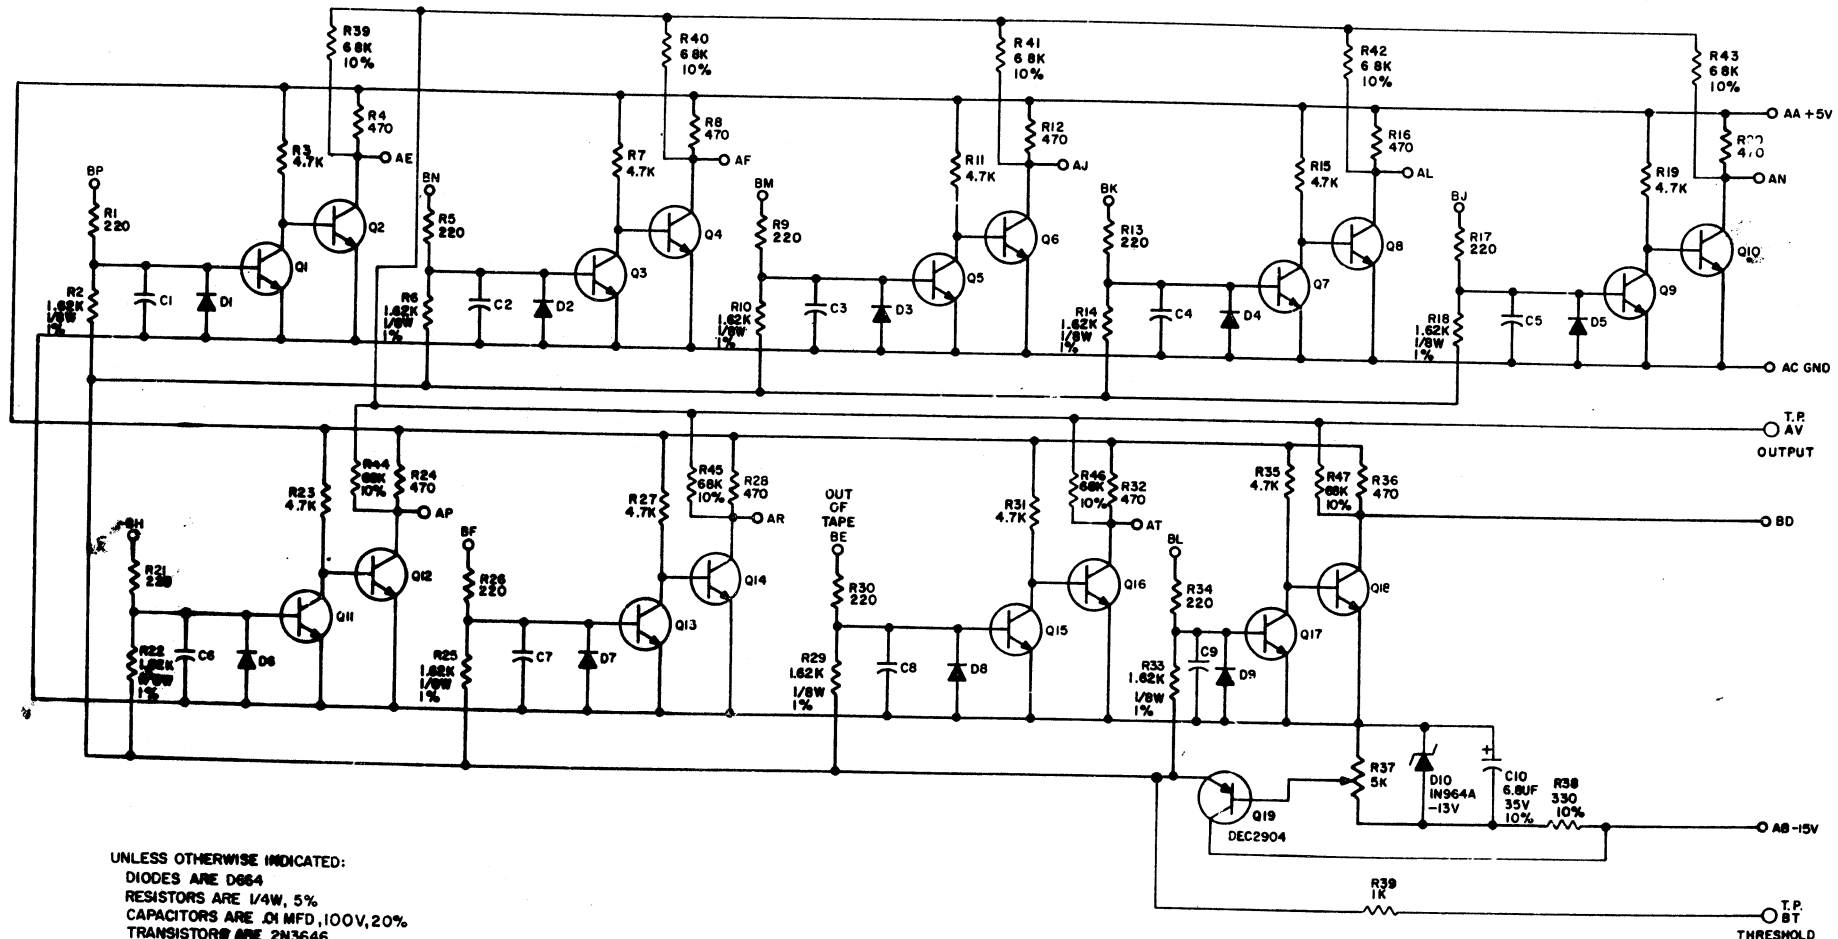 R39
68K
10%
R40
68K
10%
R41
68K
10%
R42
68K
10%
R43
68K
10%
R4
470
R8
470
R12
470
R16
470
AA +5V
R3
4.7K
AE
R7
4.7K
AF
R11
4.7K
AJ
R15
4.7K
AL
R19
4.7K
AN
BP
BN
BM
BK
BJ
R1
220
Q2
R5
220
Q4
R9
220
Q6
R13
220
Q8
R17
220
Q10
Q1
Q3
Q5
Q7
Q9
R2
1.62K
1/8W
1%
C1
D1
R6
1.62K
1/8W
1%
C2
D2
R10
1.62K
1/8W
1%
C3
D3
R14
1.62K
1/8W
1%
C4
D4
R18
1.62K
1/8W
1%
C5
D5
AC GND
T.P.
AV
OUTPUT
R23
4.7K
R44
68K
10%
R24
470
AP
R27
4.7K
R45
68K
10%
R28
470
AR
R31
4.7K
R46
68K
10%
R32
470
AT
R35
4.7K
R47
68K
10%
R36
470
BD
BH
BF
OUT
OF
TAPE
BE
BL
R21
220
Q12
R26
220
Q14
R30
220
Q16
R34
220
Q18
Q11
Q13
Q15
Q17
R22
1.62K
1/8W
1%
C6
D6
R25
1.62K
1/8W
1%
C7
D7
R29
1.62K
1/8W
1%
C8
D8
R33
1.62K
1/8W
1%
C9
D9
Q19
DEC2904
R37
5K
D10
1N964A
-13V
C10
6.8UF
35V
10%
R38
330
10%
AB -15V
R39
1K
T.P.
BT
THRESHOLD
UNLESS OTHERWISE INDICATED:
DIODES ARE D664
RESISTORS ARE 1/4W, 5%
CAPACITORS ARE .01 MFD, 100V, 20%
TRANSISTORS ARE 2N3646